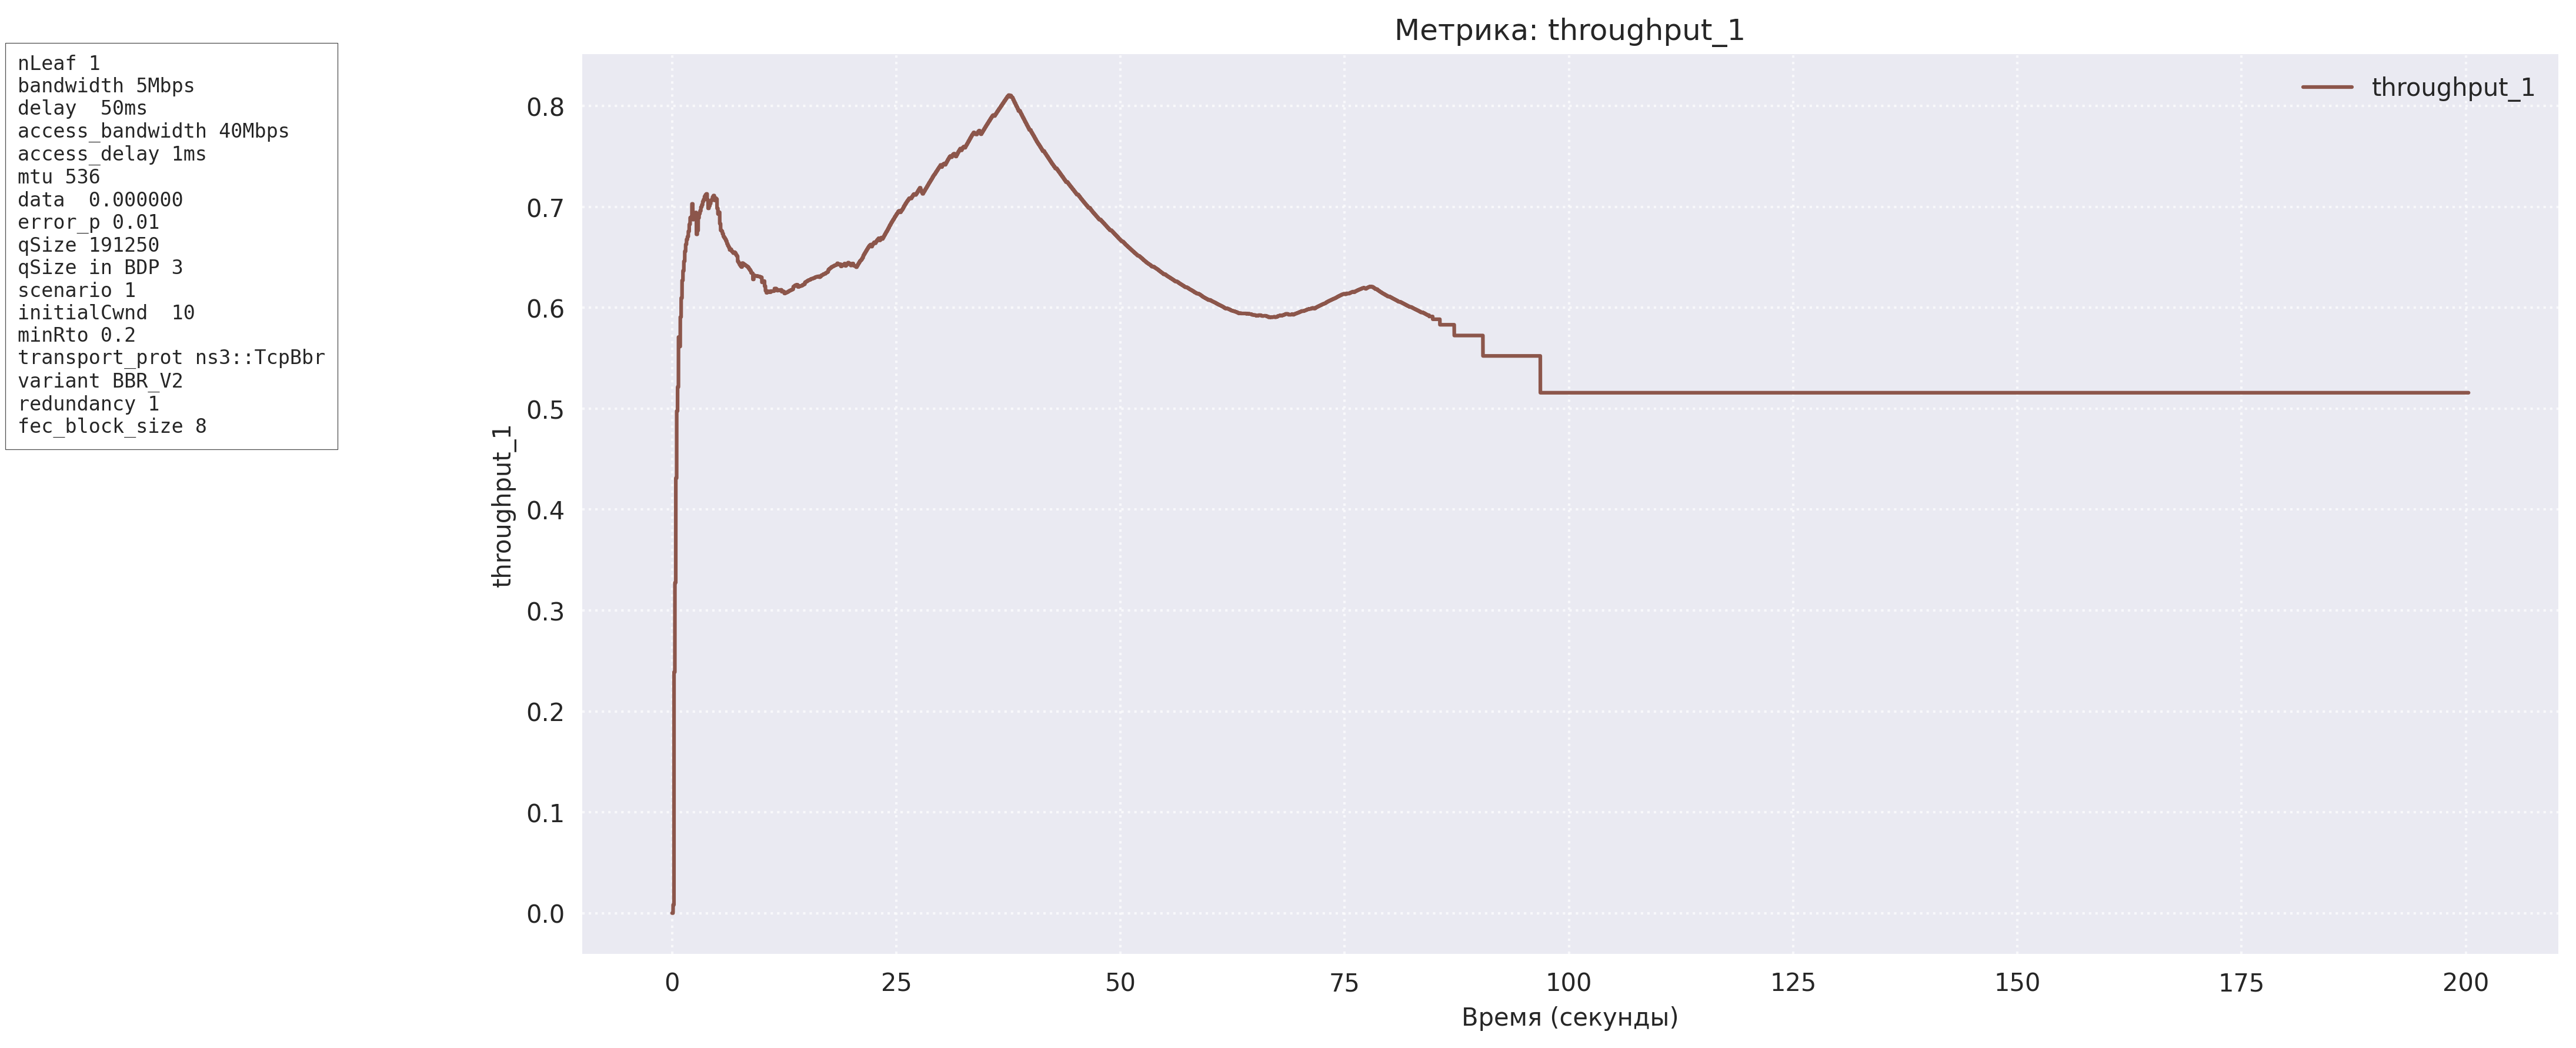 Метрика: throughput_1
nLeaf 1
bandwidth 5Mbps
delay  50ms
access_bandwidth 40Mbps
access_delay 1ms
mtu 536
data  0.000000
error_p 0.01
qSize 191250
qSize in BDP 3
scenario 1
initialCwnd  10
minRto 0.2
transport_prot ns3::TcpBbr
variant BBR_V2
redundancy 1
fec_block_size 8
throughput_1
throughput_1
0.8
0.7
0.6
0.5
0.4
0.3
0.2
0.1
0.0
0 25 50 75 100 125 150 175 200
Время (секунды)